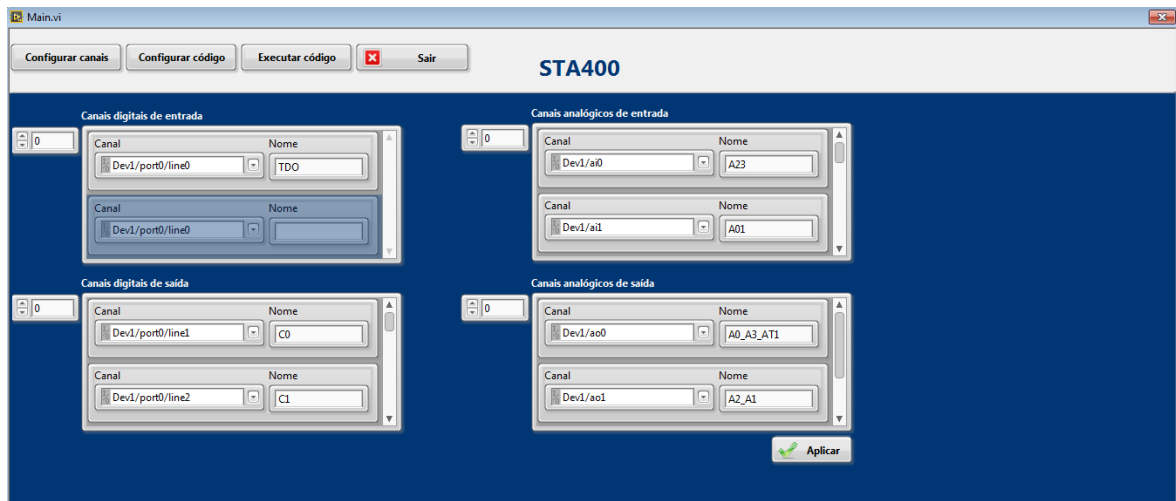 Main.vi
Configurar canais
Configurar código
Executar código
Sair
STA400
Canais digitais de entrada
0
Canal Nome
Dev1/port0/line0 TDO
Canal Nome
Dev1/port0/line0
Canais analógicos de entrada
0
Canal Nome
Dev1/ai0 A23
Canal Nome
Dev1/ai1 A01
Canais digitais de saída
0
Canal Nome
Dev1/port0/line1 C0
Canal Nome
Dev1/port0/line2 C1
Canais analógicos de saída
0
Canal Nome
Dev1/ao0 A0_A3_AT1
Canal Nome
Dev1/ao1 A2_A1
Aplicar